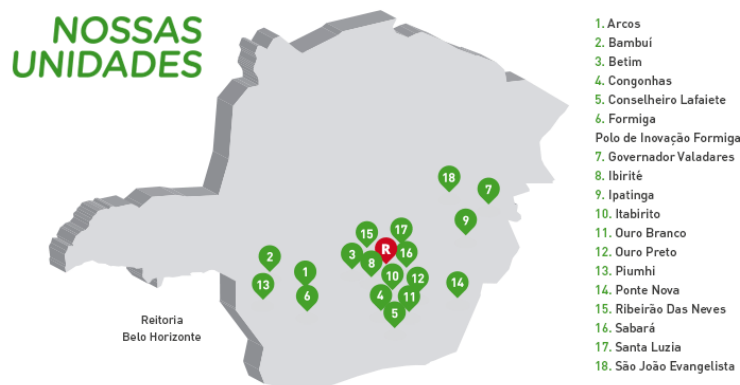 NOSSAS
UNIDADES
18
7
9
15
17
R
16
3
8
2
1
13
6
10
12
14
4
11
5
Reitoria
Belo Horizonte
1. Arcos
2. Bambuí
3. Betim
4. Congonhas
5. Conselheiro Lafaiete
6. Formiga
Polo de Inovação Formiga
7. Governador Valadares
8. Ibirité
9. Ipatinga
10. Itabirito
11. Ouro Branco
12. Ouro Preto
13. Piumhi
14. Ponte Nova
15. Ribeirão Das Neves
16. Sabará
17. Santa Luzia
18. São João Evangelista